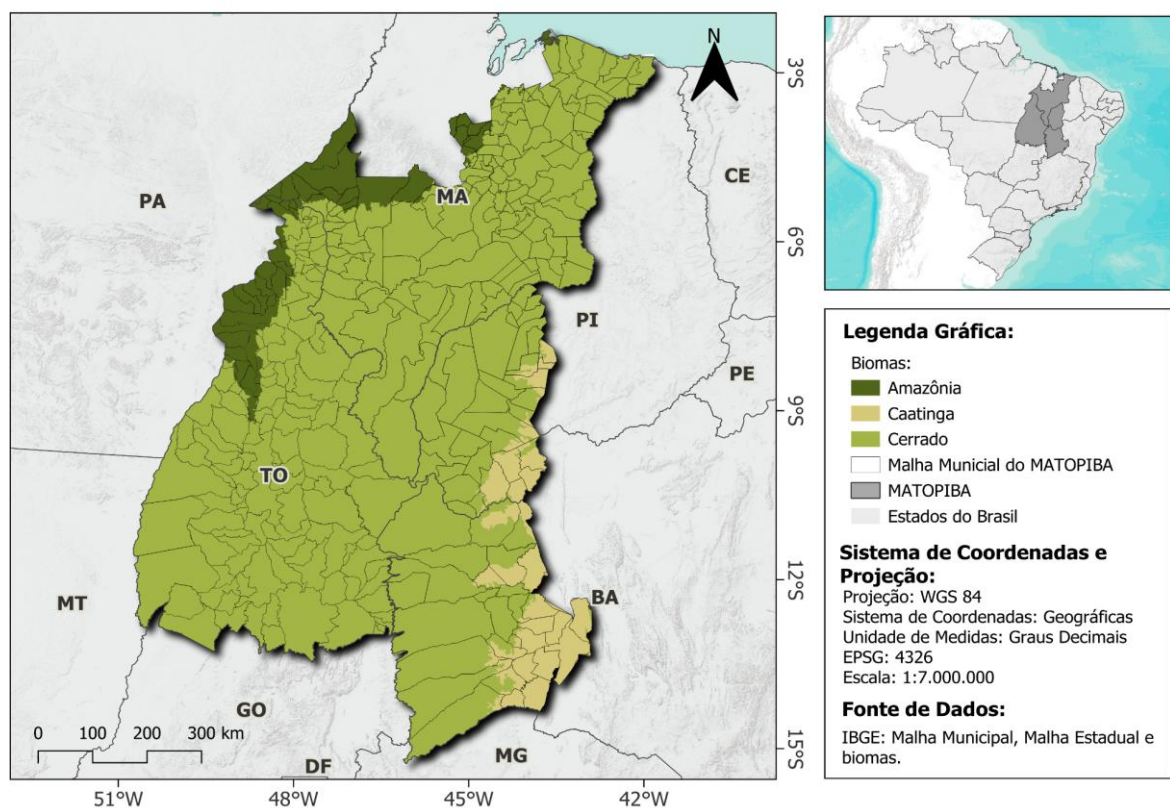 N
3°S
6°S
9°S
12°S
15°S
PA
MA
CE
PI
PE
TO
MT
BA
GO
DF
MG
0 100 200 300 km
51°W 48°W 45°W 42°W
Legenda Gráfica:
Biomas:
Amazônia
Caatinga
Cerrado
Malha Municial do MATOPIBA
MATOPIBA
Estados do Brasil
Sistema de Coordenadas e
Projeção:
Projeção: WGS 84
Sistema de Coordenadas: Geográficas
Unidade de Medidas: Graus Decimais
EPSG: 4326
Escala: 1:7.000.000
Fonte de Dados:
IBGE: Malha Municipal, Malha Estadual e
biomas.